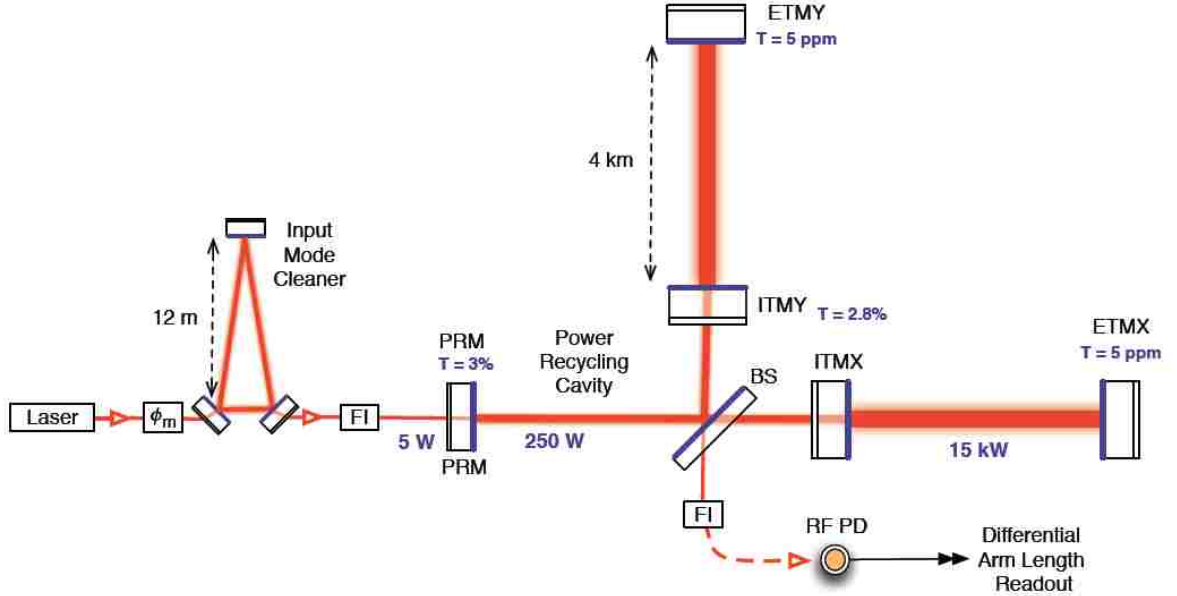 ETMY
T = 5 ppm
4 km
Input
Mode
Cleaner
12 m
ITMY
T = 2.8%
PRM
T = 3%
Power
Recycling
Cavity
BS
ITMX
ETMX
T = 5 ppm
Laser
ϕm
FI
5 W
250 W
15 kW
PRM
FI
RF PD
Differential
Arm Length
Readout